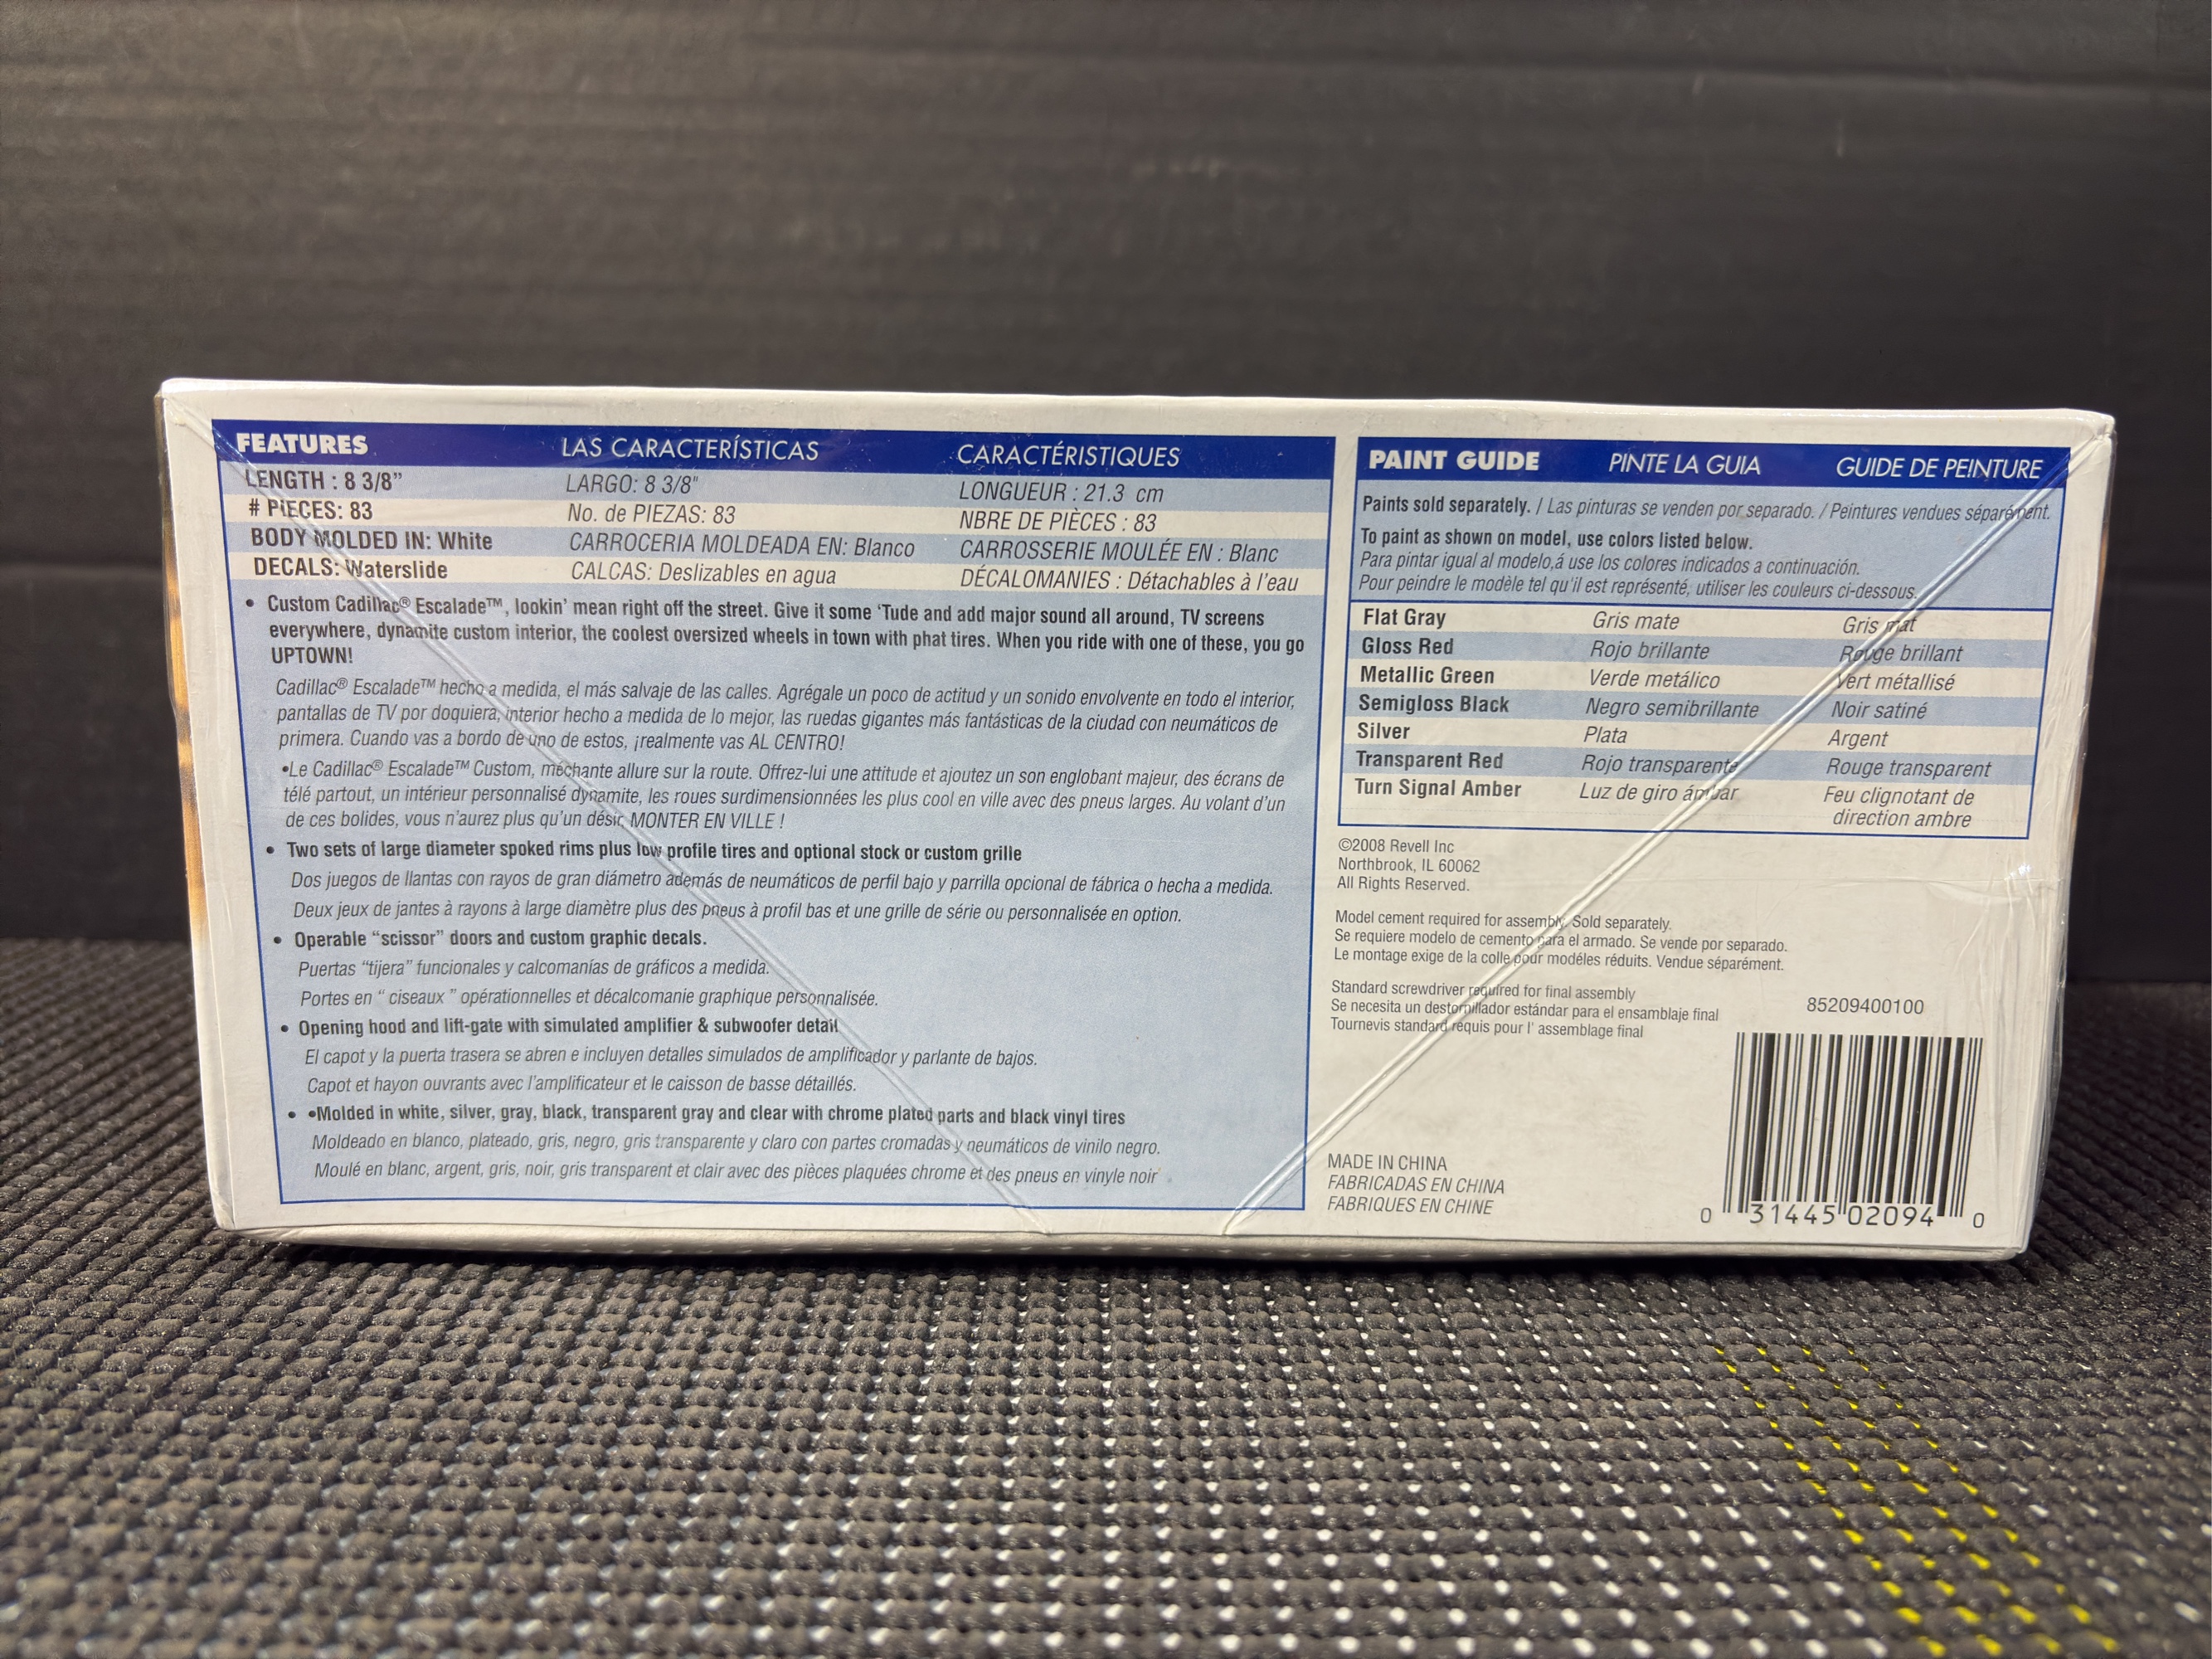 FEATURES LAS CARACTERÍSTICAS CARACTÉRISTIQUES
LENGTH : 8 3/8” LARGO: 8 3/8" LONGUEUR : 21.3 cm
# PIECES: 83 No. de PIEZAS: 83 NBRE DE PIÈCES : 83
BODY MOLDED IN: White CARROCERIA MOLDEADA EN: Blanco CARROSSERIE MOULÉE EN : Blanc
DECALS: Waterslide CALCAS: Deslizables en agua DÉCALOMANIES : Détachables à l’eau
• Custom Cadillac® Escalade™, lookin’ mean right off the street. Give it some ‘Tude and add major sound all around, TV screens
everywhere, dynamite custom interior, the coolest oversized wheels in town with phat tires. When you ride with one of these, you go
UPTOWN!
Cadillac® Escalade™ hecho a medida, el más salvaje de las calles. Agrégale un poco de actitud y un sonido envolvente en todo el interior,
pantallas de TV por doquiera, interior hecho a medida de lo mejor, las ruedas gigantes más fantásticas de la ciudad con neumáticos de
primera. Cuando vas a bordo de uno de estos, ¡realmente vas AL CENTRO!
•Le Cadillac® Escalade™ Custom, méchante allure sur la route. Offrez-lui une attitude et ajoutez un son englobant majeur, des écrans de
télé partout, un intérieur personnalisé dynamite, les roues surdimensionnées les plus cool en ville avec des pneus larges. Au volant d’un
de ces bolides, vous n’aurez plus qu’un désir, MONTER EN VILLE !
• Two sets of large diameter spoked rims plus low profile tires and optional stock or custom grille
Dos juegos de llantas con rayos de gran diámetro además de neumáticos de perfil bajo y parrilla opcional de fábrica o hecha a medida.
Deux jeux de jantes à rayons à large diamètre plus des pneus à profil bas et une grille de série ou personnalisée en option.
• Operable “scissor” doors and custom graphic decals.
Puertas “tijera” funcionales y calcomanías de gráficos a medida.
Portes en “ ciseaux ” opérationnelles et décalcomanie graphique personnalisée.
• Opening hood and lift-gate with simulated amplifier & subwoofer detail
El capot y la puerta trasera se abren e incluyen detalles simulados de amplificador y parlante de bajos.
Capot et hayon ouvrants avec l’amplificateur et le caisson de basse détaillés.
• •Molded in white, silver, gray, black, transparent gray and clear with chrome plated parts and black vinyl tires
Moldeado en blanco, plateado, gris, negro, gris transparente y claro con partes cromadas y neumáticos de vinilo negro.
Moulé en blanc, argent, gris, noir, gris transparent et clair avec des pièces plaquées chrome et des pneus en vinyle noir
PAINT GUIDE PINTE LA GUIA GUIDE DE PEINTURE
Paints sold separately. / Las pinturas se venden por separado. / Peintures vendues séparément.
To paint as shown on model, use colors listed below.
Para pintar igual al modelo,á use los colores indicados a continuación.
Pour peindre le modèle tel qu’il est représenté, utiliser les couleurs ci-dessous.
Flat Gray Gris mate Gris mat
Gloss Red Rojo brillante Rouge brillant
Metallic Green Verde metálico Vert métallisé
Semigloss Black Negro semibrillante Noir satiné
Silver Plata Argent
Transparent Red Rojo transparente Rouge transparent
Turn Signal Amber Luz de giro ámbar Feu clignotant de
direction ambre
©2008 Revell Inc
Northbrook, IL 60062
All Rights Reserved.
Model cement required for assembly. Sold separately.
Se requiere modelo de cemento para el armado. Se vende por separado.
Le montage exige de la colle pour modéles réduits. Vendue séparément.
Standard screwdriver required for final assembly
Se necesita un destornillador estándar para el ensamblaje final
Tournevis standard requis pour l’ assemblage final
85209400100
MADE IN CHINA
FABRICADAS EN CHINA
FABRIQUES EN CHINE
0 31445 02094 0